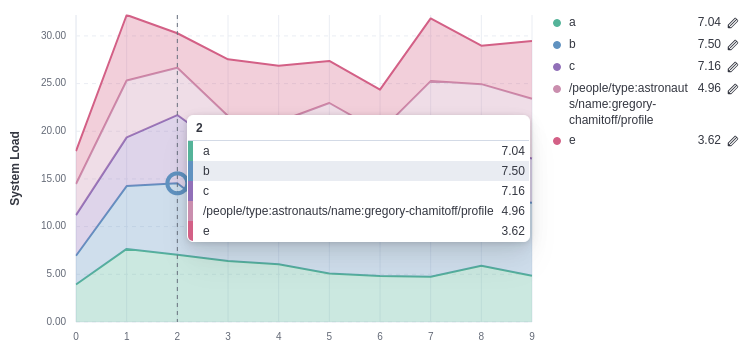 System Load
30.00
25.00
20.00
15.00
10.00
5.00
0.00
0 1 2 3 4 5 6 7 8 9
2
a 7.04
b 7.50
c 7.16
/people/type:astronauts/name:gregory-chamitoff/profile 4.96
e 3.62
a 7.04
b 7.50
c 7.16
/people/type:astronaut 4.96
s/name:gregory-
chamitoff/profile
e 3.62